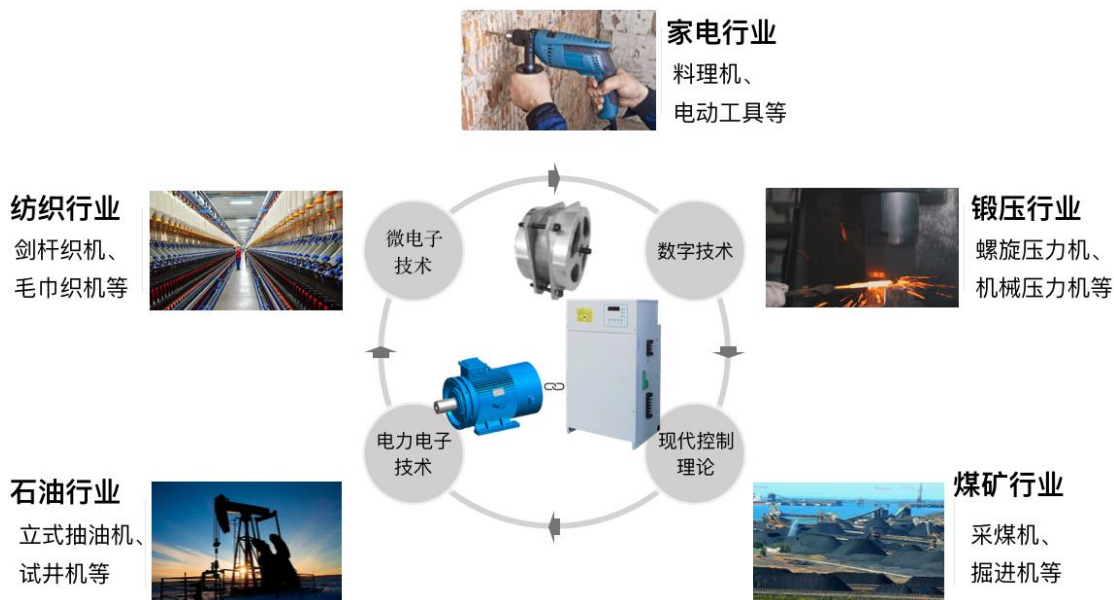 家电行业
料理机、
电动工具等
纺织行业
剑杆织机、
毛巾织机等
微电子
技术
数字技术
锻压行业
螺旋压力机、
机械压力机等
电力电子
技术
现代控制
理论
石油行业
立式抽油机、
试井机等
煤矿行业
采煤机、
掘进机等